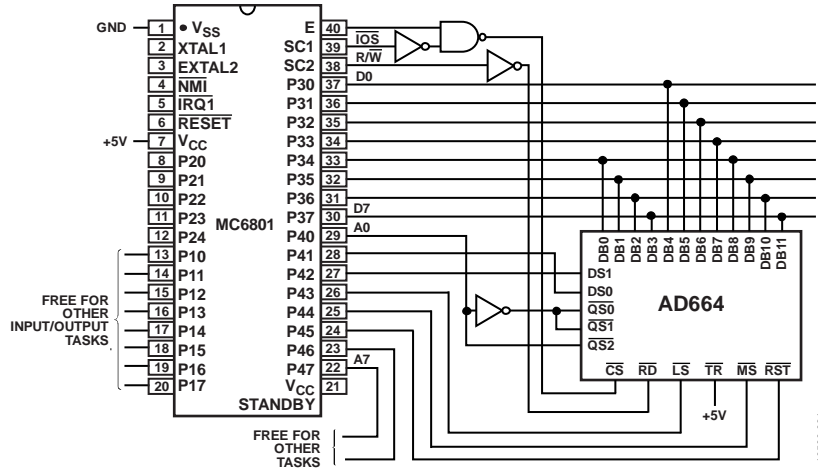 GND
+5V
FREE FOR
OTHER
INPUT/OUTPUT
TASKS
1 VSS
2 XTAL1
3 EXTAL2
4 NMI
5 IRQ1
6 RESET
7 VCC
8 P20
9 P21
10 P22
11 P23
12 P24
13 P10
14 P11
15 P12
16 P13
17 P14
18 P15
19 P16
20 P17
MC6801
E 40
SC1 39
SC2 38
P30 37
P31 36
P32 35
P33 34
P34 33
P35 32
P36 31
P37 30
P40 29
P41 28
P42 27
P43 26
P44 25
P45 24
P46 23
P47 22
VCC 21
STANDBY
IOS
R/W
D0
D7
A0
A7
FREE FOR
OTHER
TASKS
DB0
DB1
DB2
DB3
DB4
DB5
DB6
DB7
DB8
DB9
DB10
DB11
DS1
DS0
QS0
QS1
QS2
AD664
CS RD LS TR MS RST
+5V